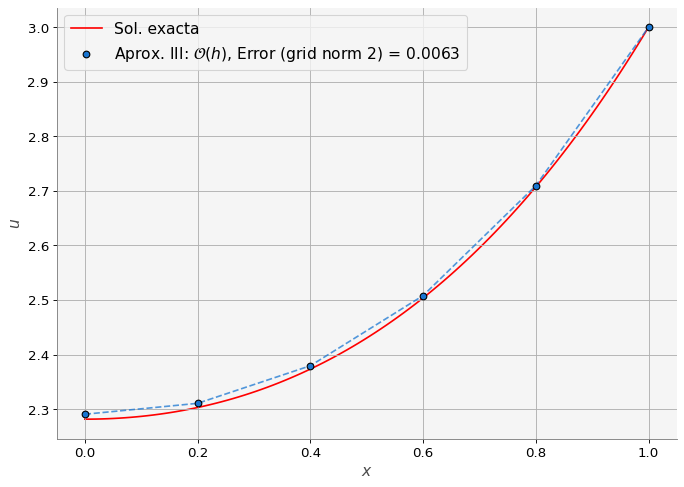 Sol. exacta
Aprox. III: 𝒪(h), Error (grid norm 2) = 0.0063
3.0
2.9
2.8
2.7
2.6
2.5
2.4
2.3
u
0.0 0.2 0.4 0.6 0.8 1.0
x